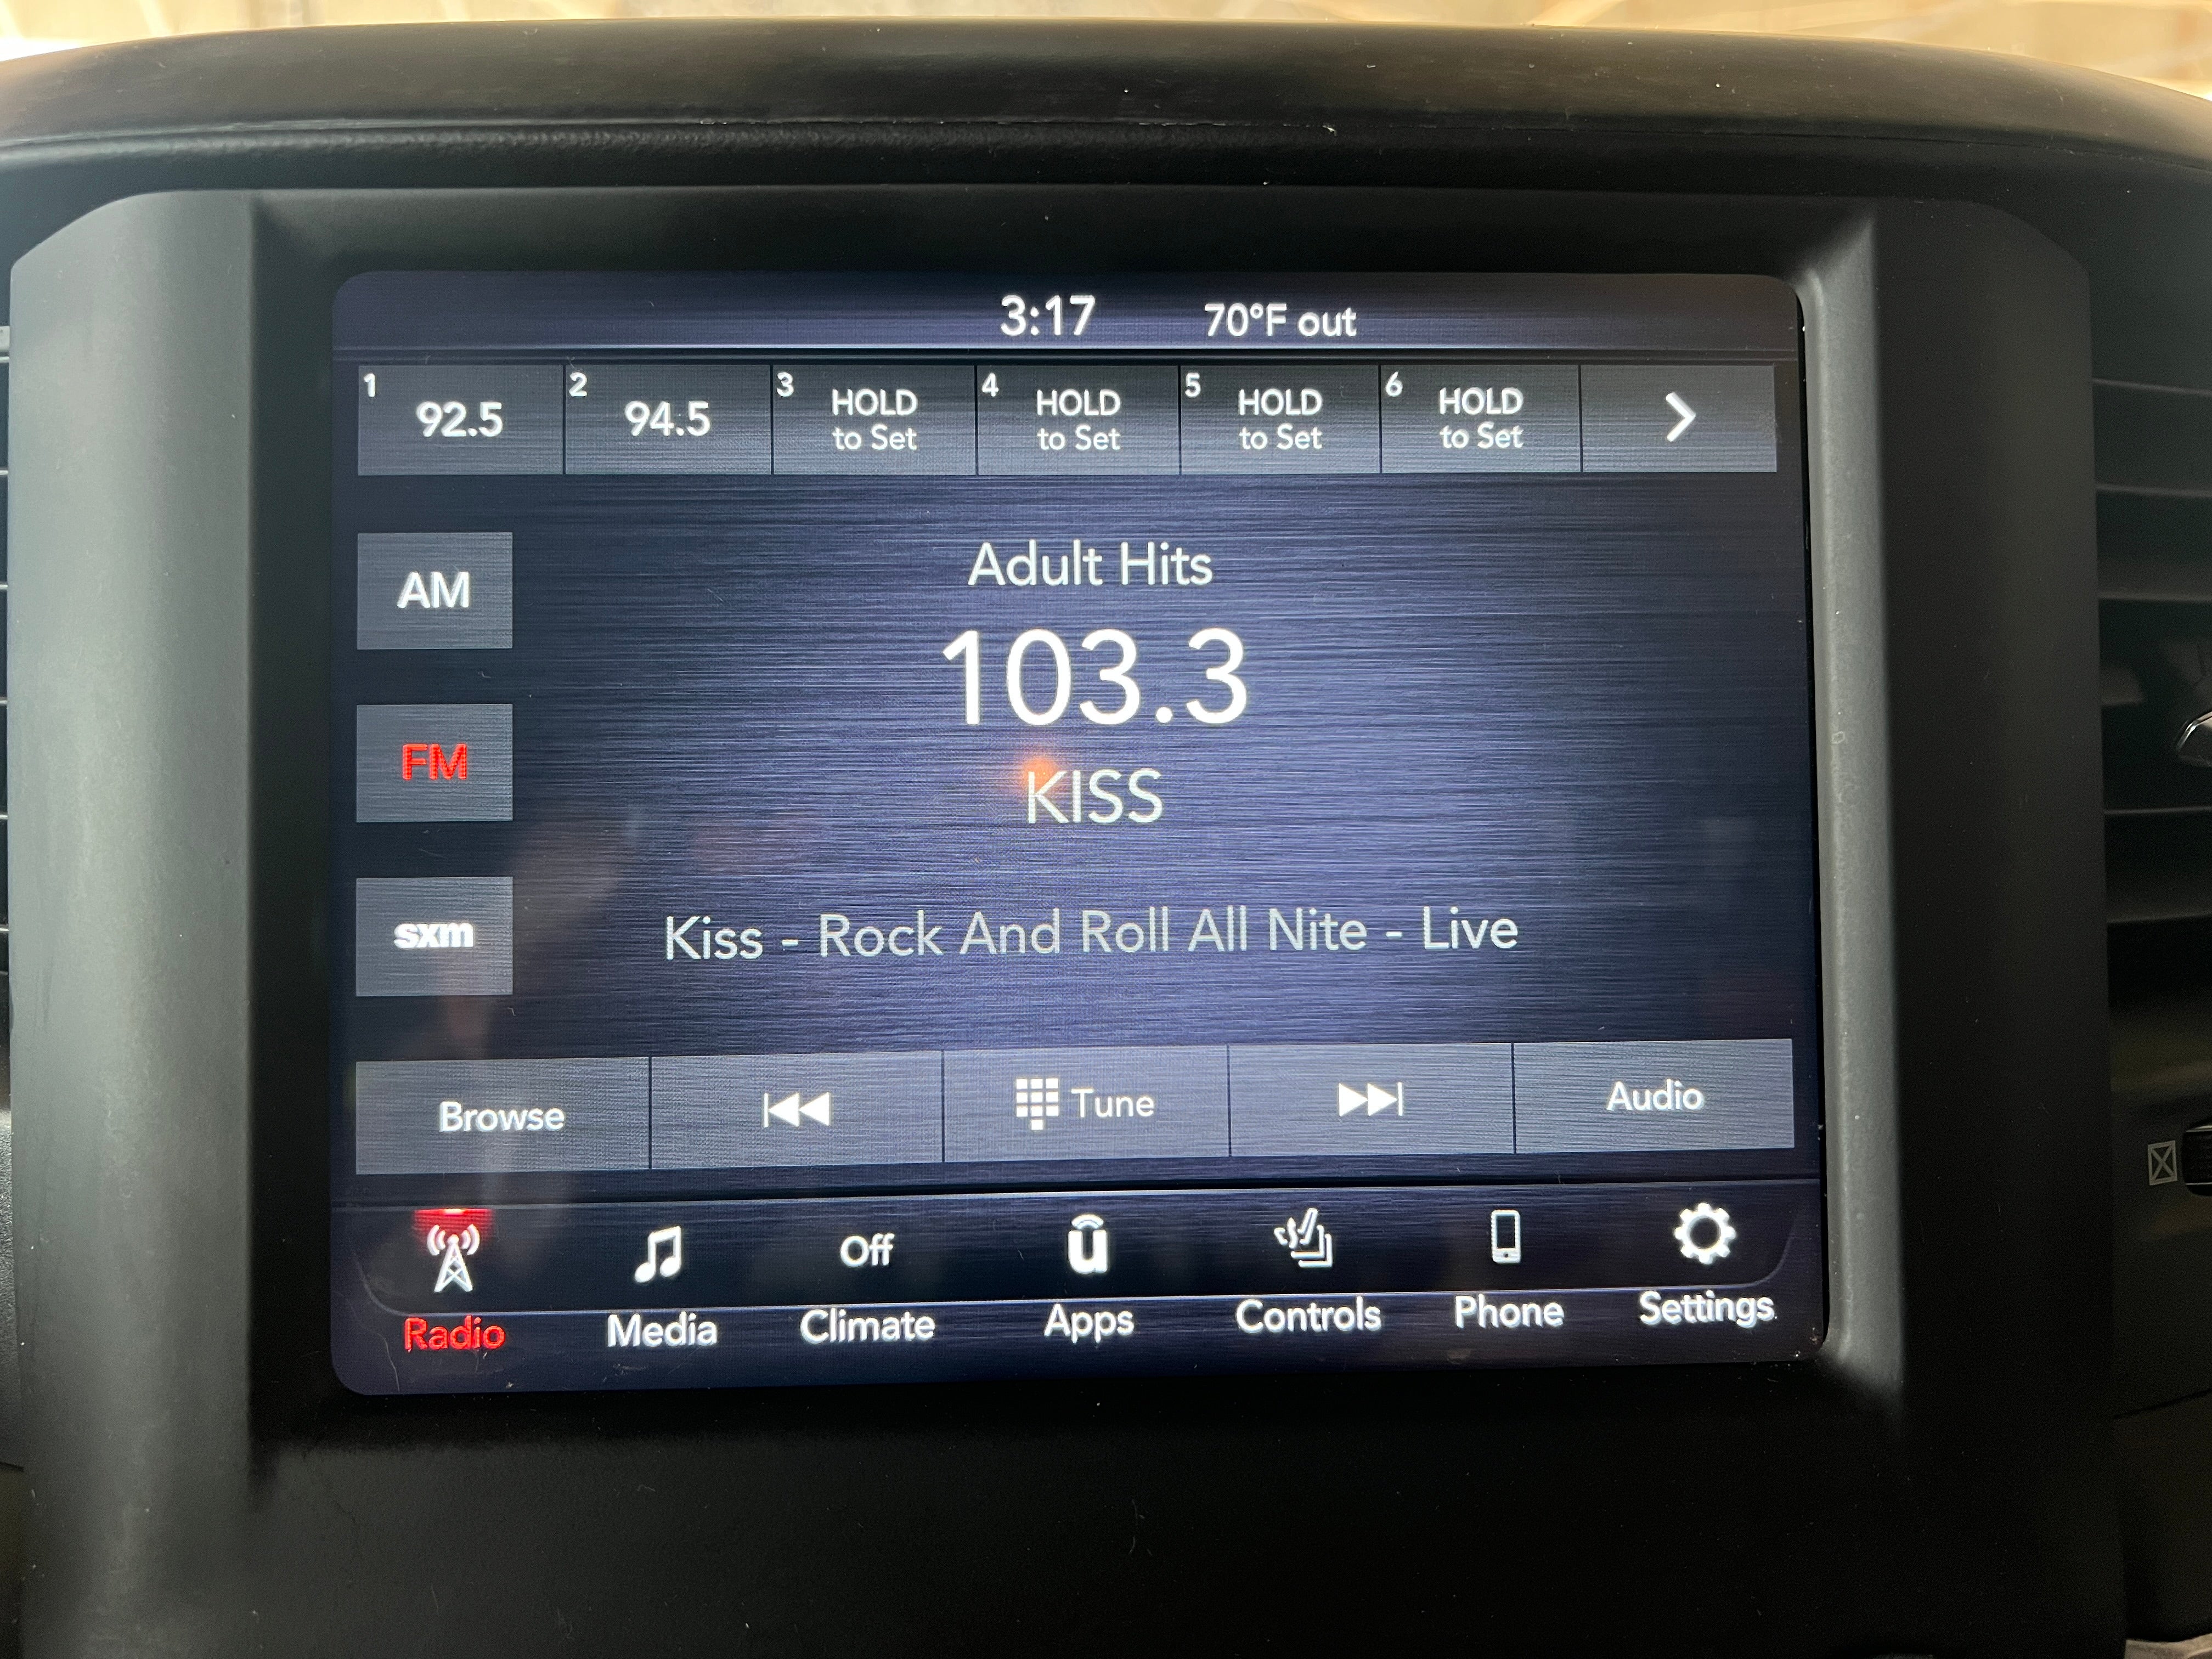 3:17 70°F out
1 92.5 2 94.5 3 HOLD to Set 4 HOLD to Set 5 HOLD to Set 6 HOLD to Set
AM
Adult Hits
103.3
FM
KISS
sxm
Kiss - Rock And Roll All Nite - Live
Browse Tune Audio
Off u
Radio Media Climate Apps Controls Phone Settings